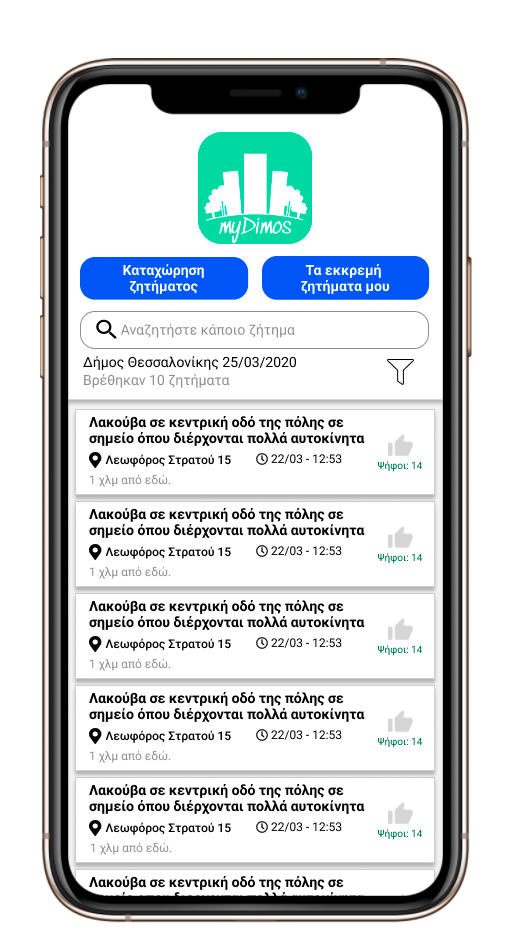 myDimos
Καταχώρηση
ζητήματος
Τα εκκρεμή
ζητήματα μου
Αναζητήστε κάποιο ζήτημα
Δήμος Θεσσαλονίκης 25/03/2020
Βρέθηκαν 10 ζητήματα
Λακούβα σε κεντρική οδό της πόλης σε
σημείο όπου διέρχονται πολλά αυτοκίνητα
Λεωφόρος Στρατού 15 22/03 - 12:53
Ψήφοι: 14
1 χλμ από εδώ.
Λακούβα σε κεντρική οδό της πόλης σε
σημείο όπου διέρχονται πολλά αυτοκίνητα
Λεωφόρος Στρατού 15 22/03 - 12:53
Ψήφοι: 14
1 χλμ από εδώ.
Λακούβα σε κεντρική οδό της πόλης σε
σημείο όπου διέρχονται πολλά αυτοκίνητα
Λεωφόρος Στρατού 15 22/03 - 12:53
Ψήφοι: 14
1 χλμ από εδώ.
Λακούβα σε κεντρική οδό της πόλης σε
σημείο όπου διέρχονται πολλά αυτοκίνητα
Λεωφόρος Στρατού 15 22/03 - 12:53
Ψήφοι: 14
1 χλμ από εδώ.
Λακούβα σε κεντρική οδό της πόλης σε
σημείο όπου διέρχονται πολλά αυτοκίνητα
Λεωφόρος Στρατού 15 22/03 - 12:53
Ψήφοι: 14
1 χλμ από εδώ.
Λακούβα σε κεντρική οδό της πόλης σε